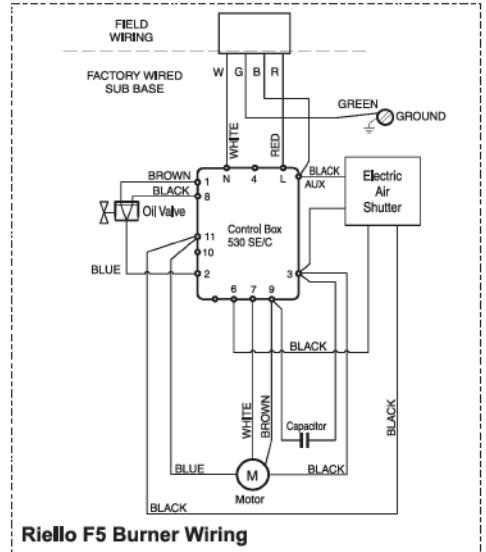 FIELD
WIRING
FACTORY WIRED
SUB BASE
W G B R
GREEN
GROUND
WHITE
RED
BROWN
BLACK
1
8
N 4 L
BLACK
AUX
Electric
Air
Shutter
Oil Valve
Control Box
530 SE/C
11
10
BLUE
2
3
6 7 9
BLACK
WHITE
BROWN
Capacitor
BLACK
BLUE
M
BLACK
Motor
BLACK
Riello F5 Burner Wiring